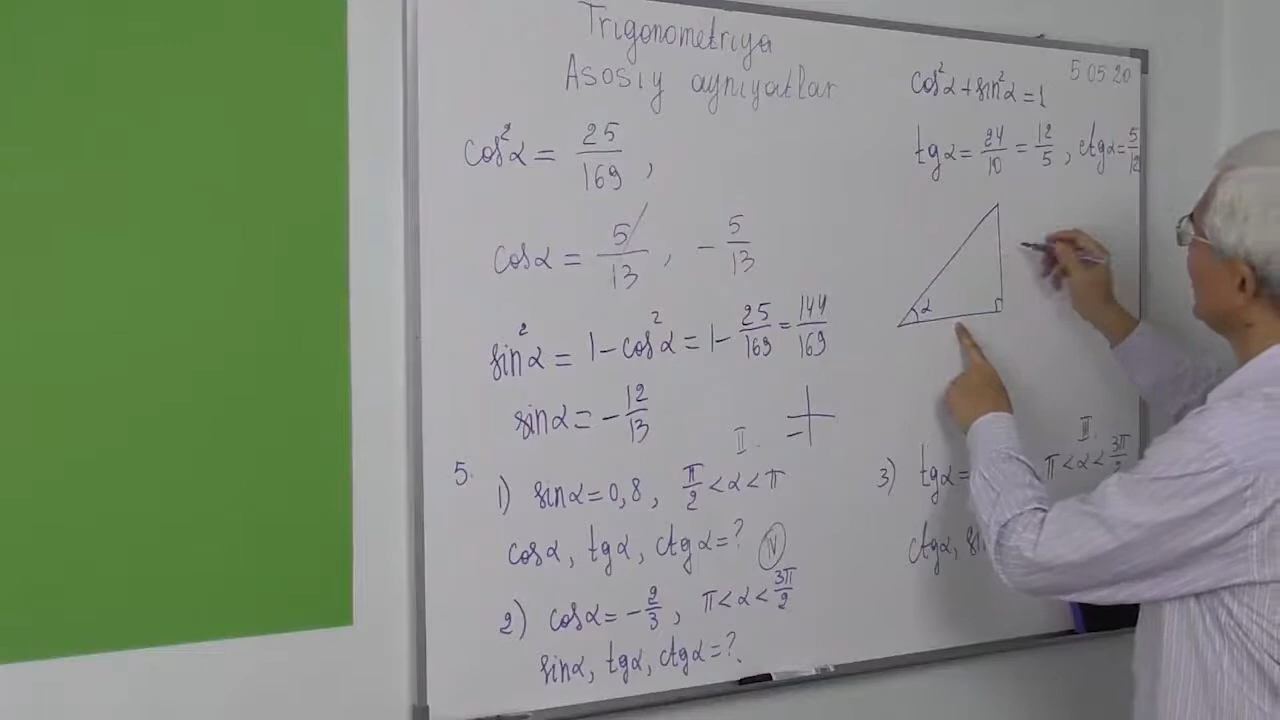 Trigonometriya
Asosiy ayniyatlar
5 05 20
cos²α + sin²α = 1
tgα = 24/10 = 12/5 , ctgα = 5/12
cos²α = 25/169 ,
cosα = 5/13 , - 5/13
sin²α = 1 - cos²α = 1 - 25/169 = 144/169
sinα = - 12/13
α
5.
II.
1) sinα = 0,8 , π/2 < α < π
cosα, tgα, ctgα = ?
IV
2) cosα = - 2/3 , π < α < 3π/2
sinα, tgα, ctgα = ?
III.
3) tgα = π < α < 3π/2
ctgα,